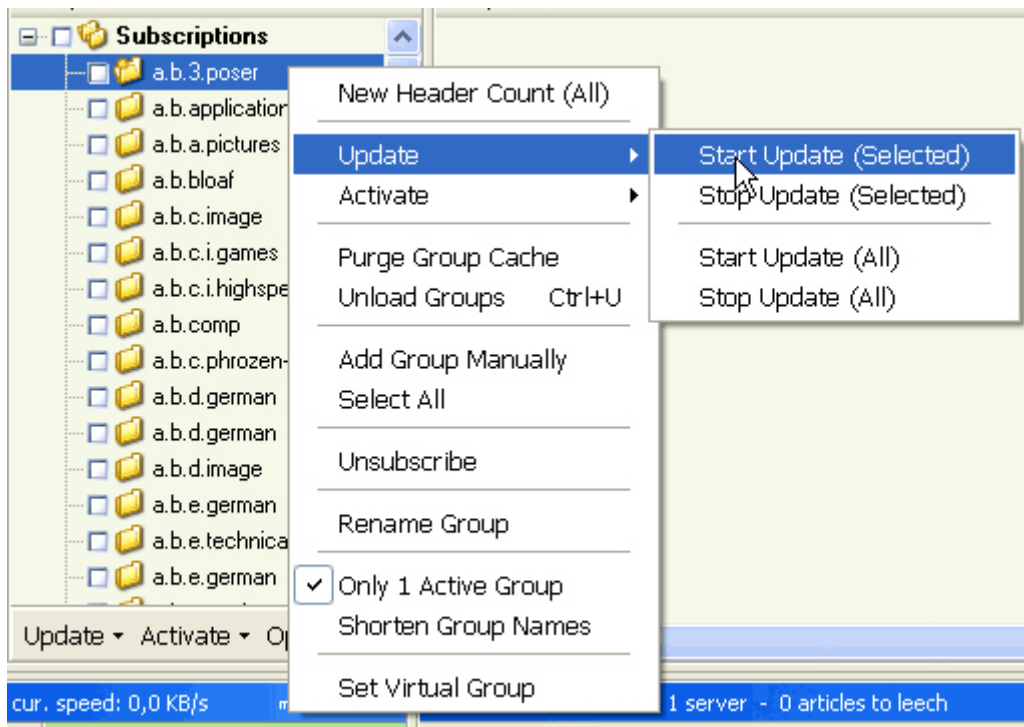 Subscriptions
a.b.3.poser
a.b.application
a.b.a.pictures
a.b.bloaf
a.b.c.image
a.b.c.i.games
a.b.c.i.highspe
a.b.comp
a.b.c.phrozen-
a.b.d.german
a.b.d.german
a.b.d.image
a.b.e.german
a.b.e.technica
a.b.e.german
New Header Count (All)
Update
Activate
Purge Group Cache
Unload Groups Ctrl+U
Add Group Manually
Select All
Unsubscribe
Rename Group
Only 1 Active Group
Shorten Group Names
Set Virtual Group
Start Update (Selected)
Stop Update (Selected)
Start Update (All)
Stop Update (All)
Update Activate Op
cur. speed: 0,0 KB/s
1 server - 0 articles to leech